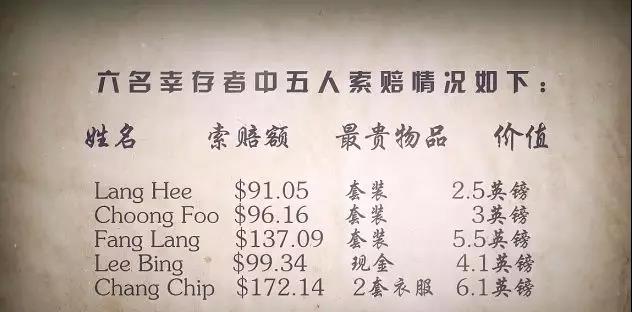 六名幸存者中五人索赔情况如下：
姓名 索赔额 最贵物品 价值
Lang Hee $91.05 套装 2.5英镑
Choong Foo $96.16 套装 3英镑
Fang Lang $137.09 套装 5.5英镑
Lee Bing $99.34 现金 4.1英镑
Chang Chip $172.14 2套衣服 6.1英镑